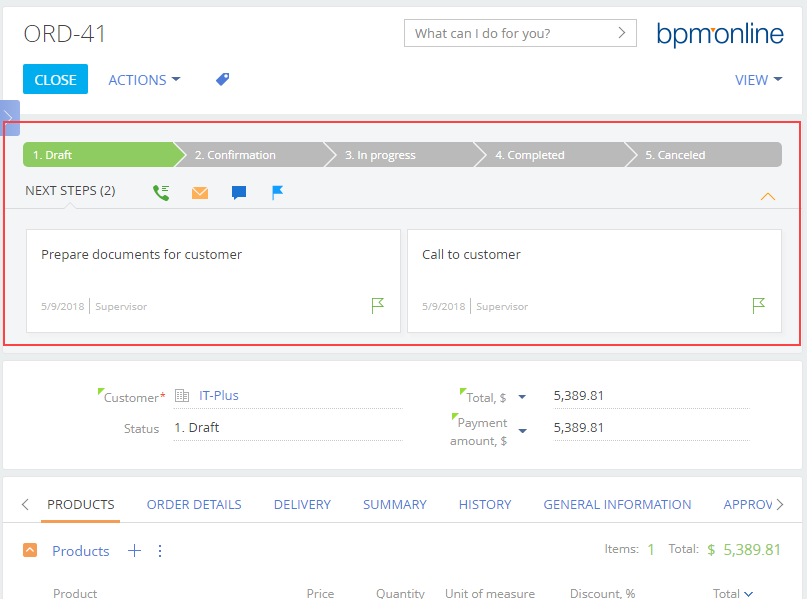 ORD-41
What can I do for you?
bpm'online
CLOSE
ACTIONS
VIEW
1. Draft
2. Confirmation
3. In progress
4. Completed
5. Canceled
NEXT STEPS (2)
Prepare documents for customer
5/9/2018 | Supervisor
Call to customer
5/9/2018 | Supervisor
Customer* IT-Plus
Status 1. Draft
Total, $ 5,389.81
Payment
amount, $ 5,389.81
PRODUCTS ORDER DETAILS DELIVERY SUMMARY HISTORY GENERAL INFORMATION APPROV
Products Items: 1 Total: $ 5,389.81
Product Price Quantity Unit of measure Discount, % Total